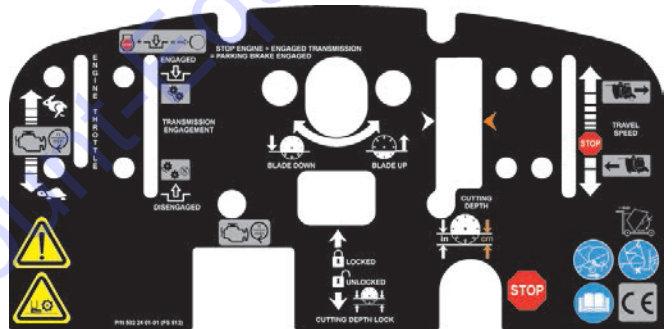 STOP ENGINE + ENGAGED TRANSMISSION
= PARKING BRAKE ENGAGED
ENGINE THROTTLE
ENGAGED
TRANSMISSION
ENGAGEMENT
DISENGAGED
BLADE DOWN
BLADE UP
CUTTING
DEPTH
in
cm
TRAVEL
SPEED
STOP
LOCKED
UNLOCKED
CUTTING DEPTH LOCK
STOP
CE
P/N 502 24 01-01 (FS 513)